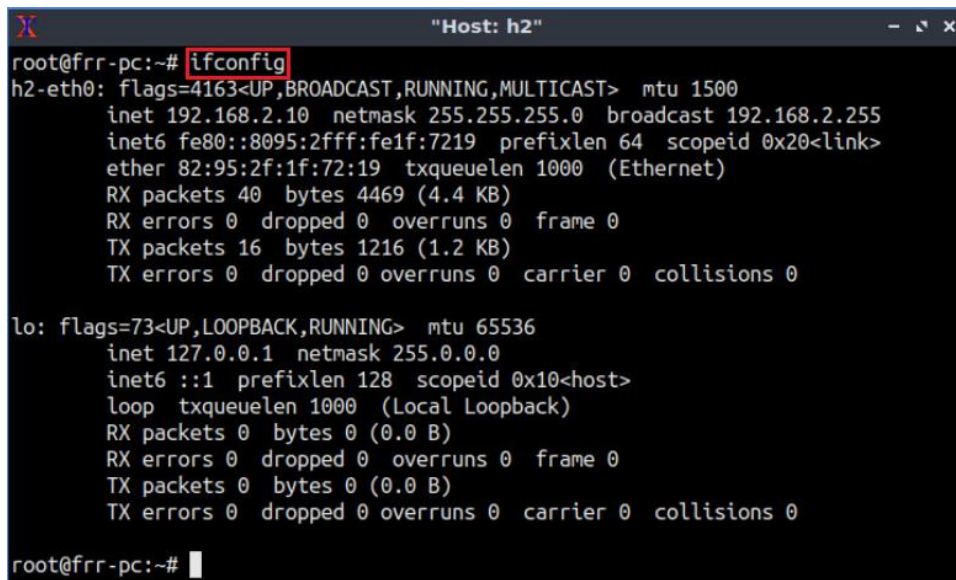 "Host: h2"
root@frr-pc:~# ifconfig
h2-eth0: flags=4163<UP,BROADCAST,RUNNING,MULTICAST>  mtu 1500
        inet 192.168.2.10  netmask 255.255.255.0  broadcast 192.168.2.255
        inet6 fe80::8095:2fff:fe1f:7219  prefixlen 64  scopeid 0x20<link>
        ether 82:95:2f:1f:72:19  txqueuelen 1000  (Ethernet)
        RX packets 40  bytes 4469 (4.4 KB)
        RX errors 0  dropped 0  overruns 0  frame 0
        TX packets 16  bytes 1216 (1.2 KB)
        TX errors 0  dropped 0 overruns 0  carrier 0  collisions 0

lo: flags=73<UP,LOOPBACK,RUNNING>  mtu 65536
        inet 127.0.0.1  netmask 255.0.0.0
        inet6 ::1  prefixlen 128  scopeid 0x10<host>
        loop  txqueuelen 1000  (Local Loopback)
        RX packets 0  bytes 0 (0.0 B)
        RX errors 0  dropped 0  overruns 0  frame 0
        TX packets 0  bytes 0 (0.0 B)
        TX errors 0  dropped 0 overruns 0  carrier 0  collisions 0

root@frr-pc:~#